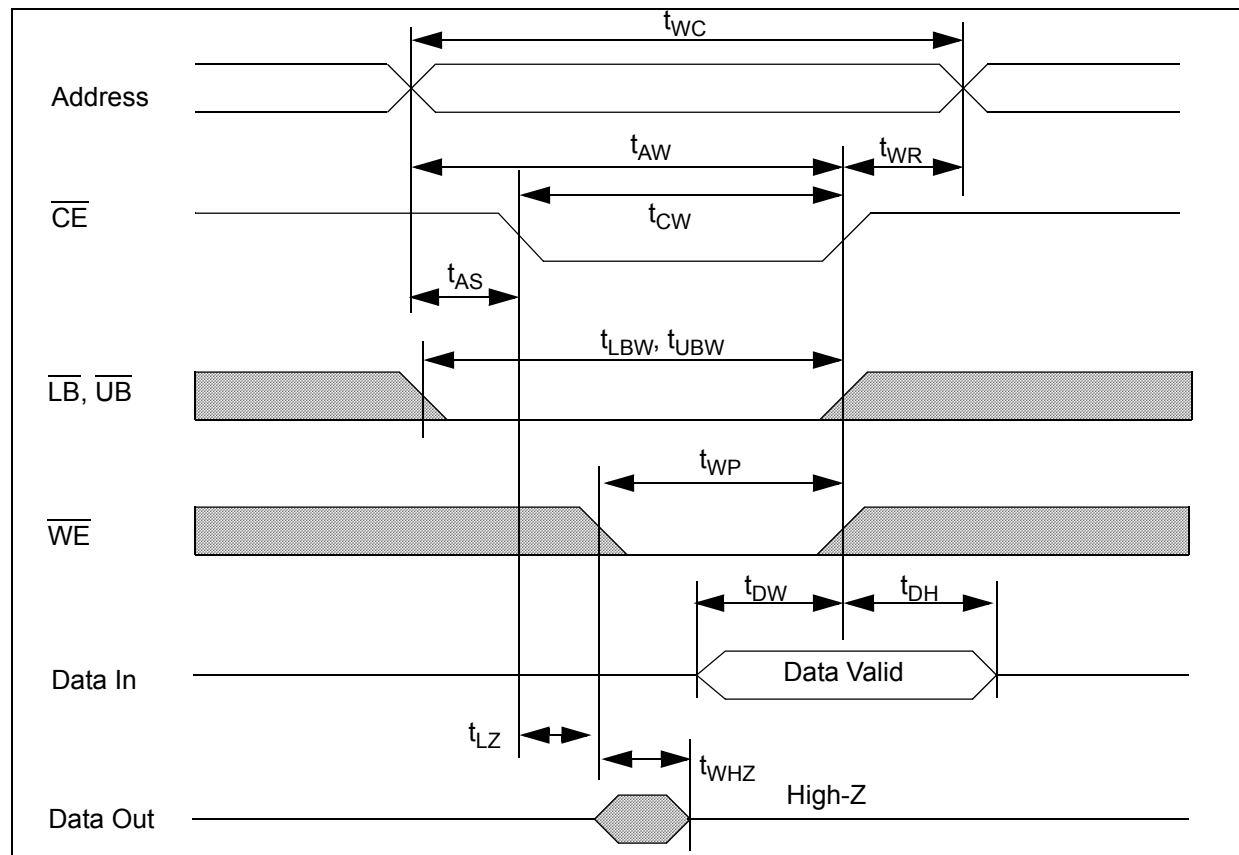 tWC
Address
tAW
tWR
CE
tCW
tAS
tLBW, tUBW
LB, UB
tWP
WE
tDW
tDH
Data In
Data Valid
tLZ
tWHZ
High-Z
Data Out